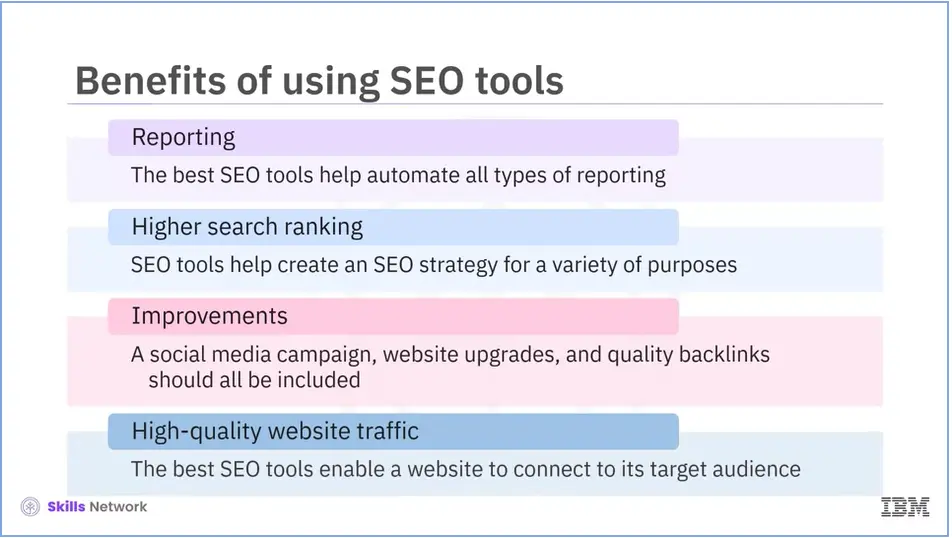 Benefits of using SEO tools
Reporting
The best SEO tools help automate all types of reporting
Higher search ranking
SEO tools help create an SEO strategy for a variety of purposes
Improvements
A social media campaign, website upgrades, and quality backlinks
should all be included
High-quality website traffic
The best SEO tools enable a website to connect to its target audience
Skills Network
IBM